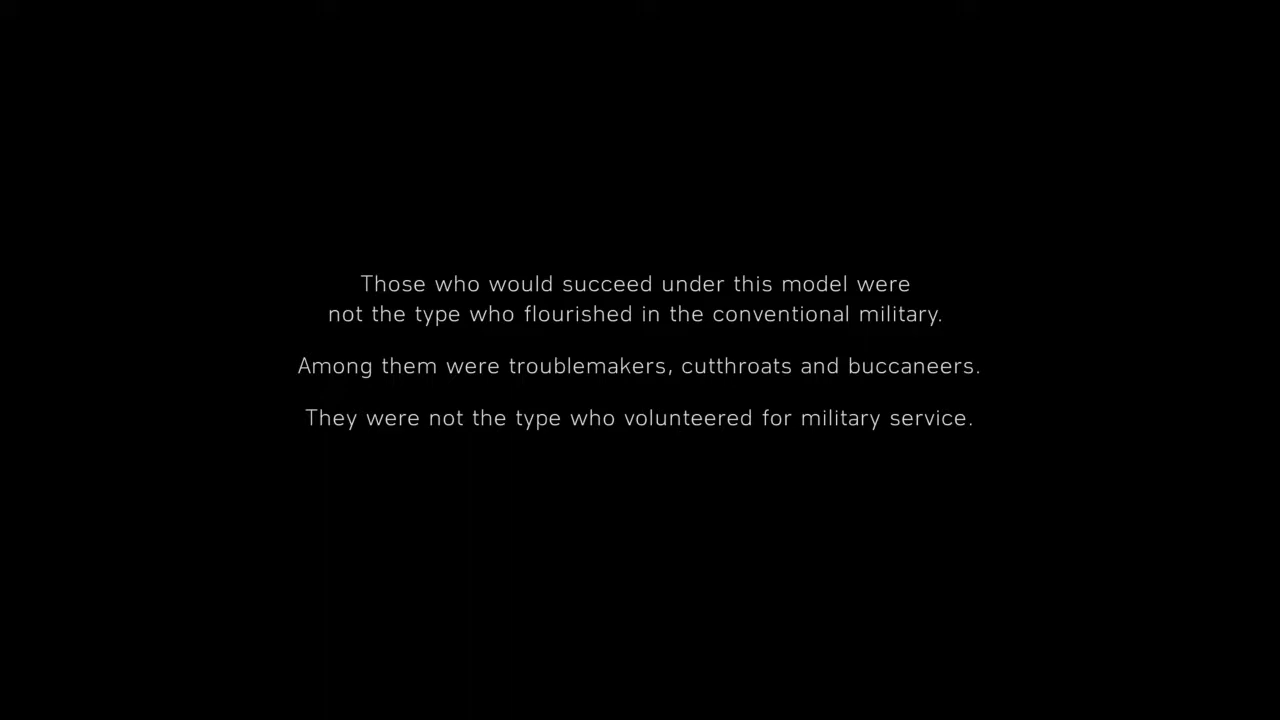 Those who would succeed under this model were
not the type who flourished in the conventional military.
Among them were troublemakers, cutthroats and buccaneers.
They were not the type who volunteered for military service.